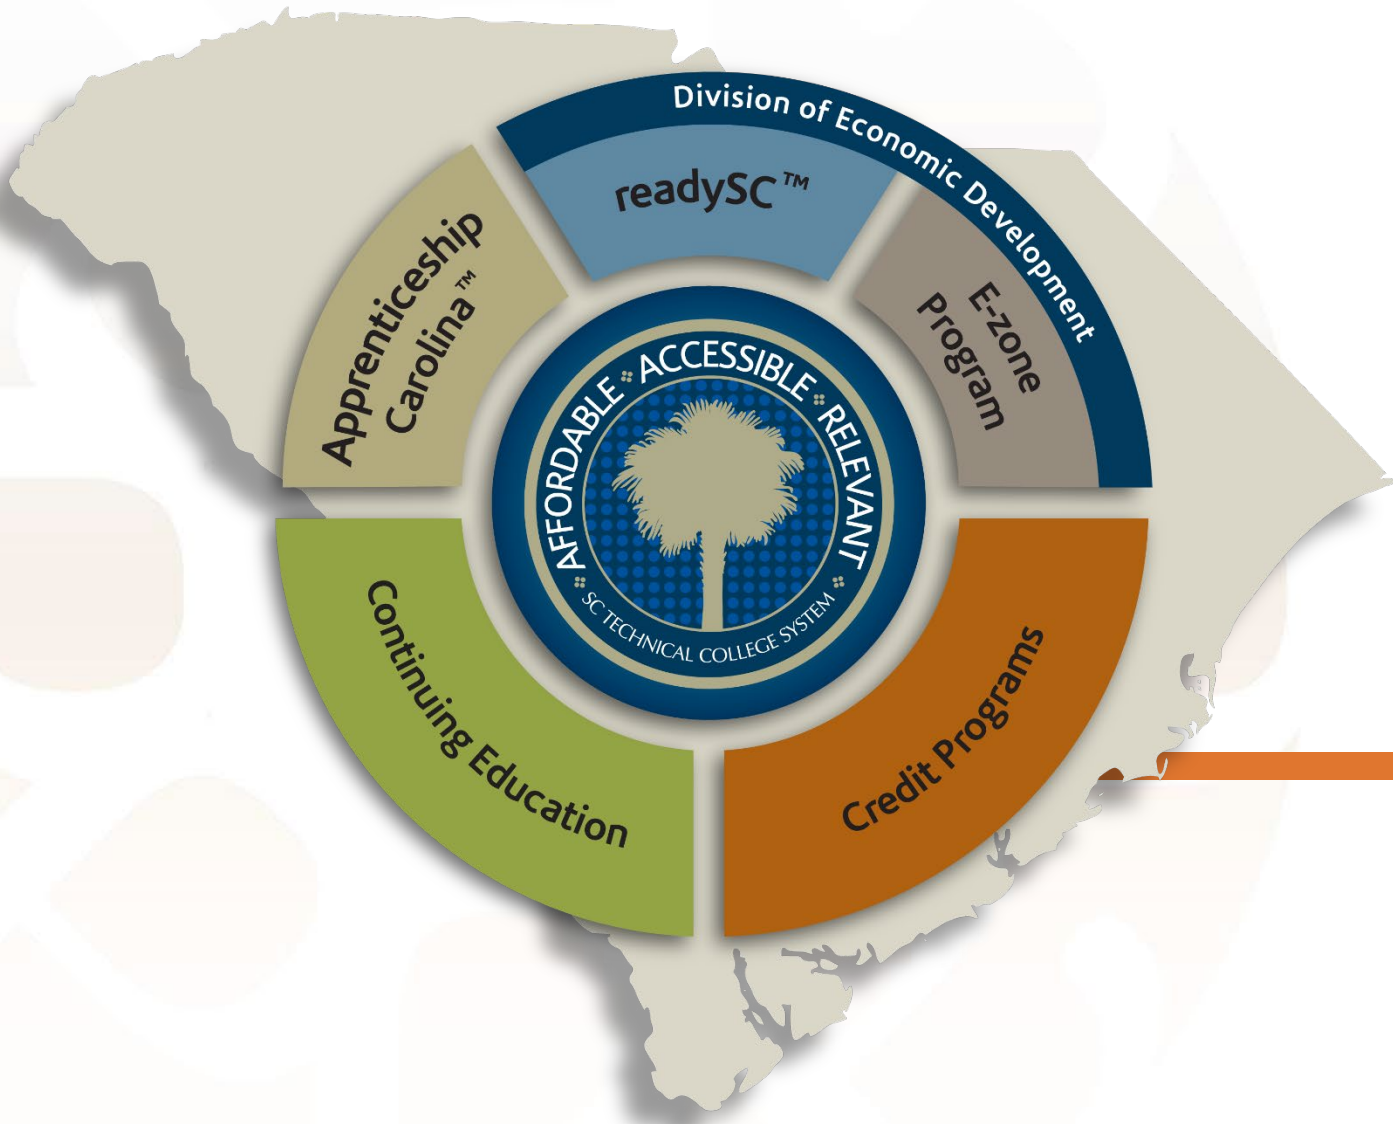 Division of Economic Development
readySC™
E-zone
Program
Apprenticeship
Carolina™
AFFORDABLE ACCESSIBLE RELEVANT
SC TECHNICAL COLLEGE SYSTEM
Continuing Education
Credit Programs